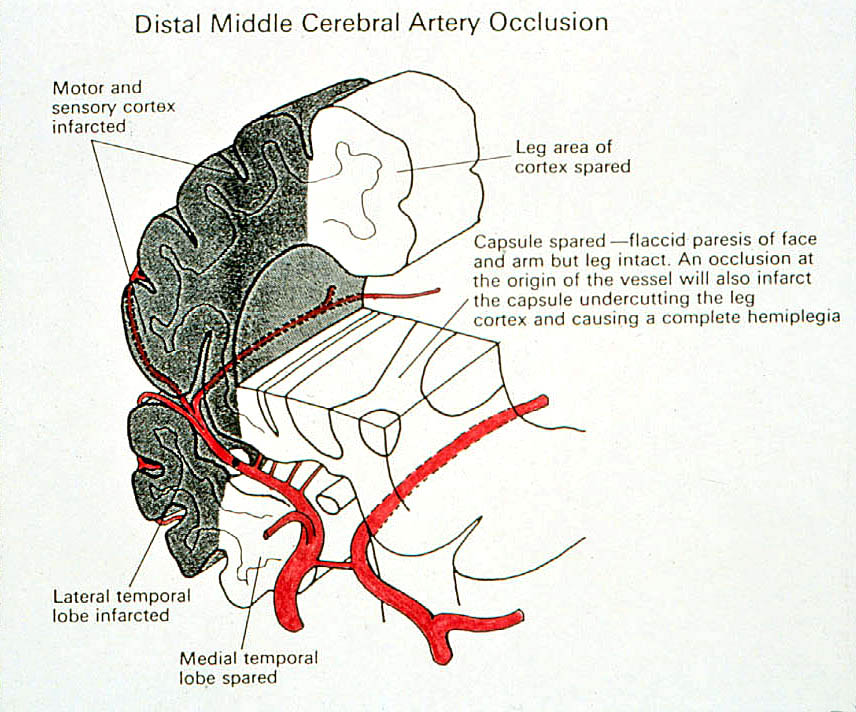 Distal Middle Cerebral Artery Occlusion
Motor and
sensory cortex
infarcted
Leg area of
cortex spared
Capsule spared—flaccid paresis of face
and arm but leg intact. An occlusion at
the origin of the vessel will also infarct
the capsule undercutting the leg
cortex and causing a complete hemiplegia
Lateral temporal
lobe infarcted
Medial temporal
lobe spared